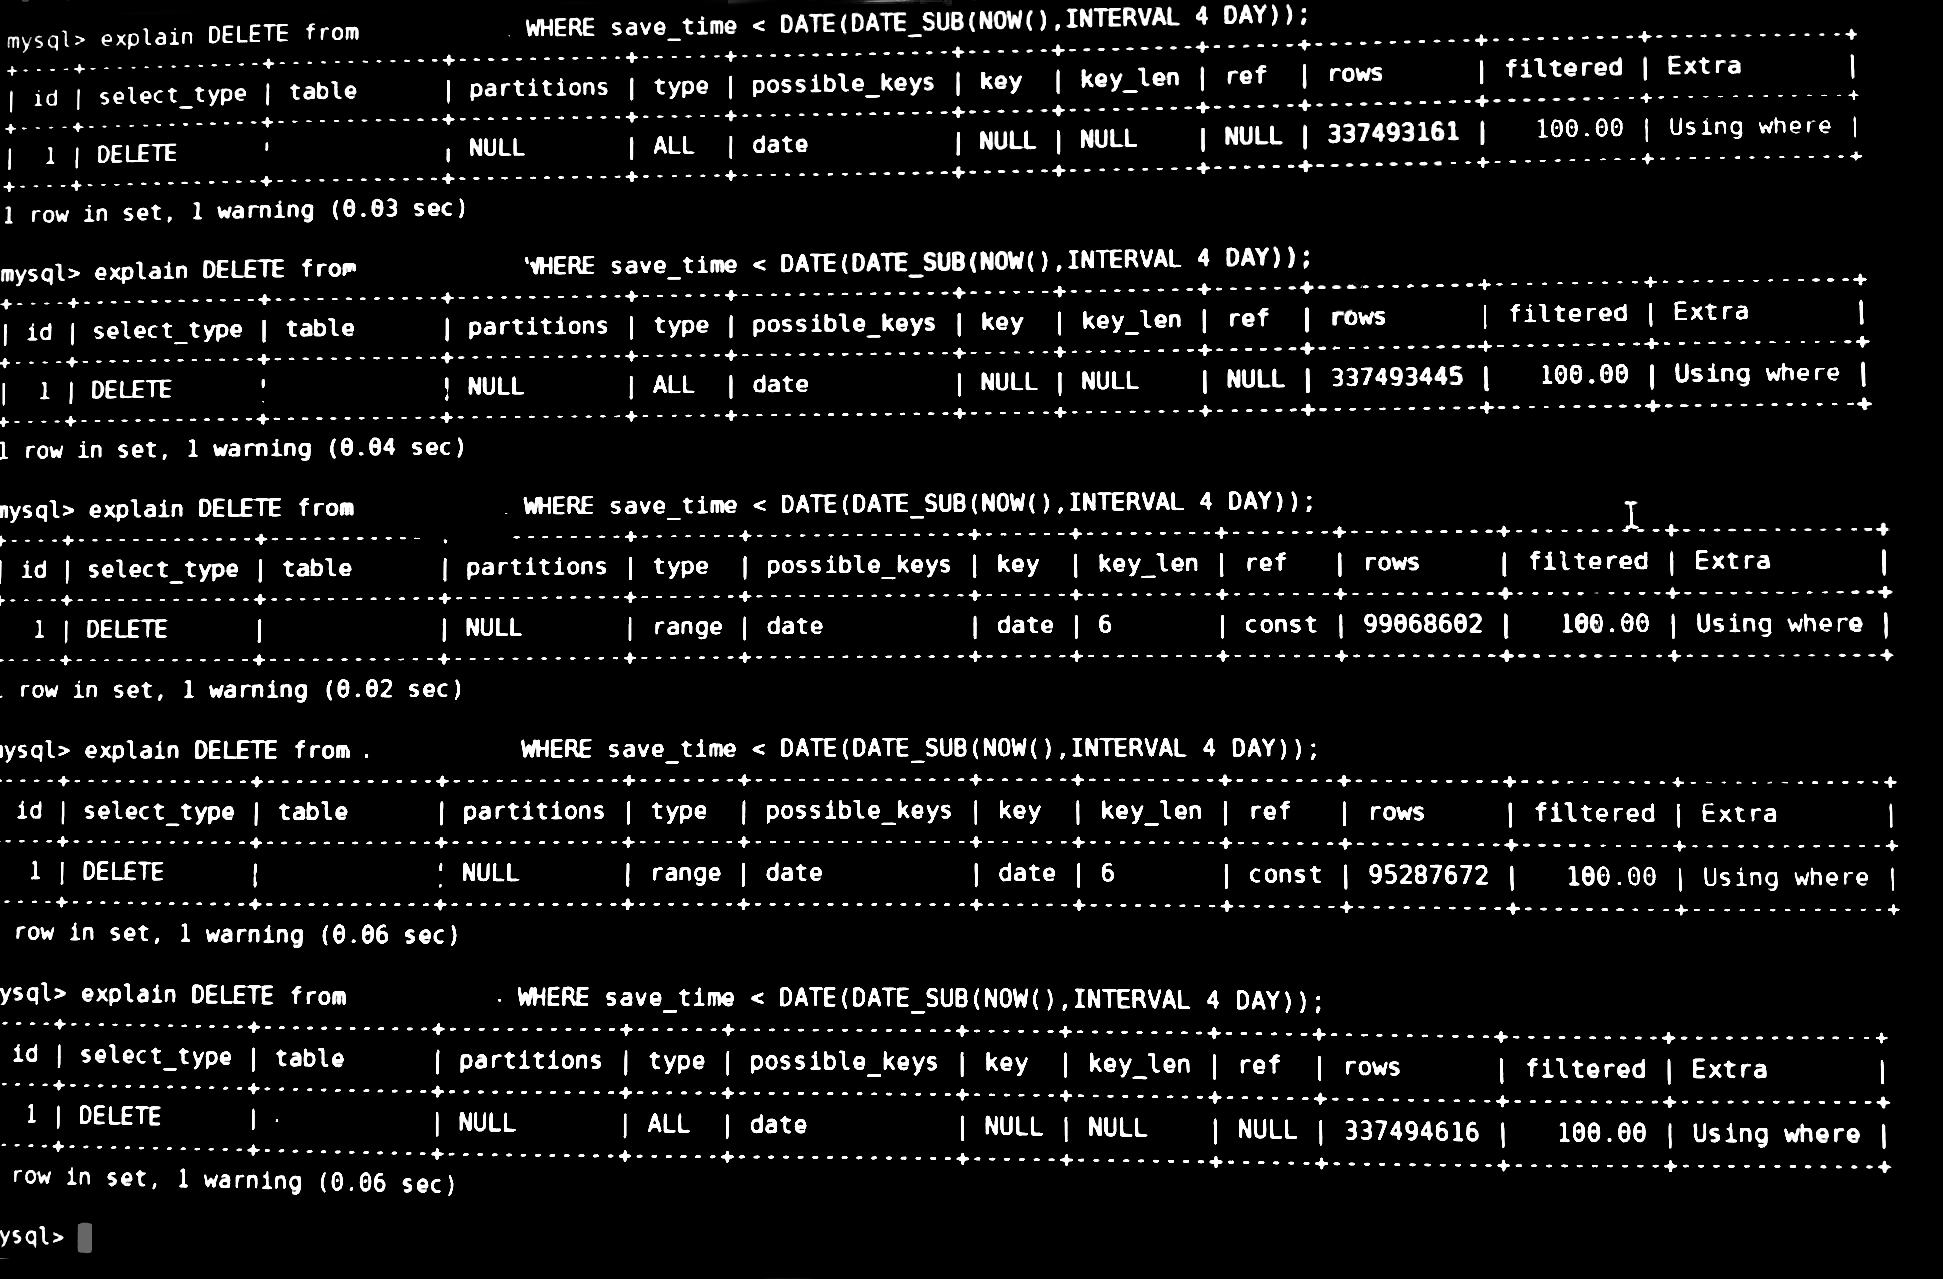 mysql> explain DELETE from WHERE save_time < DATE(DATE_SUB(NOW(),INTERVAL 4 DAY));
| id | select_type | table | partitions | type | possible_keys | key | key_len | ref | rows | filtered | Extra |
| 1 | DELETE | NULL | ALL | date | NULL | NULL | NULL | 337493161 | 100.00 | Using where |
1 row in set, 1 warning (0.03 sec)
mysql> explain DELETE from WHERE save_time < DATE(DATE_SUB(NOW(),INTERVAL 4 DAY));
| id | select_type | table | partitions | type | possible_keys | key | key_len | ref | rows | filtered | Extra |
| 1 | DELETE | NULL | ALL | date | NULL | NULL | NULL | 337493445 | 100.00 | Using where |
1 row in set, 1 warning (0.04 sec)
mysql> explain DELETE from WHERE save_time < DATE(DATE_SUB(NOW(),INTERVAL 4 DAY));
| id | select_type | table | partitions | type | possible_keys | key | key_len | ref | rows | filtered | Extra |
1 | DELETE | | NULL | range | date | date | 6 | const | 99068602 | 100.00 | Using where |
row in set, 1 warning (0.02 sec)
ysql> explain DELETE from WHERE save_time < DATE(DATE_SUB(NOW(),INTERVAL 4 DAY));
id | select_type | table | partitions | type | possible_keys | key | key_len | ref | rows | filtered | Extra |
1 | DELETE | | NULL | range | date | date | 6 | const | 95287672 | 100.00 | Using where |
row in set, 1 warning (0.06 sec)
ysql> explain DELETE from WHERE save_time < DATE(DATE_SUB(NOW(),INTERVAL 4 DAY));
id | select_type | table | partitions | type | possible_keys | key | key_len | ref | rows | filtered | Extra |
1 | DELETE | | NULL | ALL | date | NULL | NULL | NULL | 337494616 | 100.00 | Using where |
row in set, 1 warning (0.06 sec)
ysql>